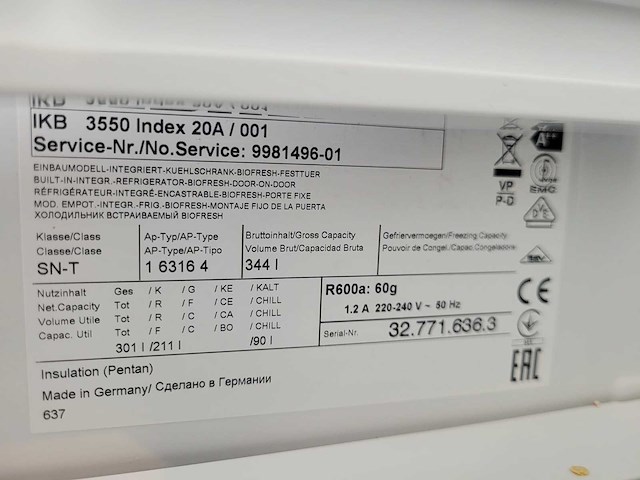 IKB 3550 Index 20A / 001
Service-Nr./No.Service: 9981496-01
EINBAUMODELL-INTEGRIERT-KUEHLSCHRANK-BIOFRESH-FESTTUER
BUILT-IN-INTEGR.-REFRIGERATOR-BIOFRESH-DOOR-ON-DOOR
RÉFRIGÉRATEUR-INTÉGRÉ-ENCASTRABLE-BIOFRESH-PORTE FIXE
MOD. EMPOT.-INTEGR.-FRIG.-BIOFRESH-MONTAJE FIJO DE LA PUERTA
ХОЛОДИЛЬНИК ВСТРАИВАЕМЫЙ BIOFRESH
A++
VP
P-D
EMC
VDE
Klasse/Class
Classe/Clase
SN-T
Ap-Typ/AP-Type
AP-Type/AP-Tipo
1 6316 4
Bruttoinhalt/Gross Capacity
Volume Brut/Capacidad Bruta
344 l
Gefriervermoegen/Freezing Capacity
Pouvoir de Congel./Capac.Congeladora
Nutzinhalt Ges / K / G / KE / KALT
Net.Capacity Tot / R / F / CE / CHILL
Volume Utile Tot / R / C / CA / CHILL
Capac. Util Tot / F / C / BO / CHILL
301 l /211 l /90 l
R600a: 60g
1.2 A 220-240 V ~ 50 Hz
Serial-Nr. 32.771.636.3
CE
EAC
Insulation (Pentan)
Made in Germany/ Сделано в Германии
637